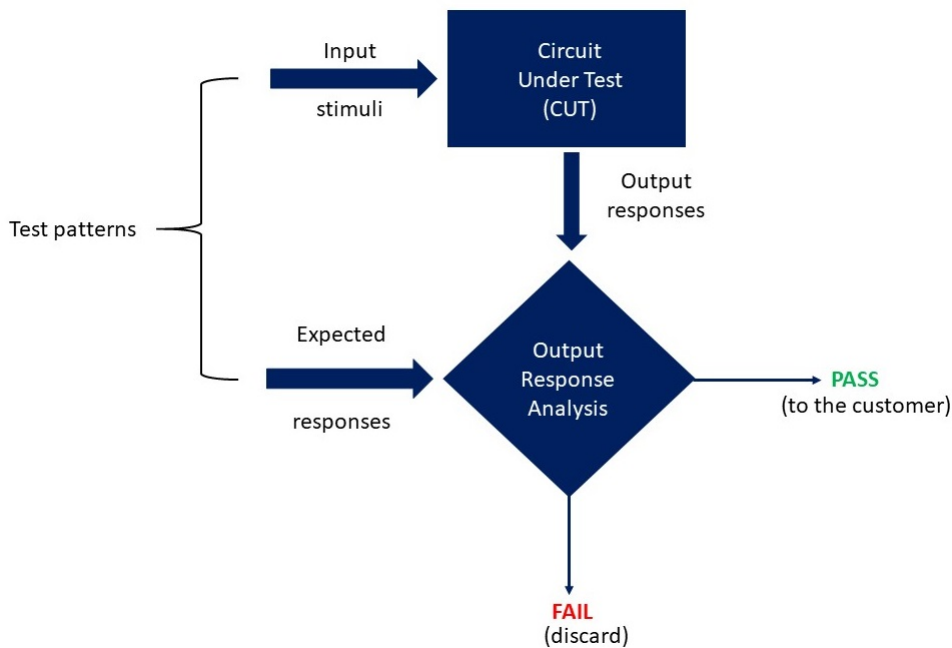 Input
stimuli
Circuit
Under Test
(CUT)
Output
responses
Test patterns
Expected
responses
Output
Response
Analysis
PASS
(to the customer)
FAIL
(discard)